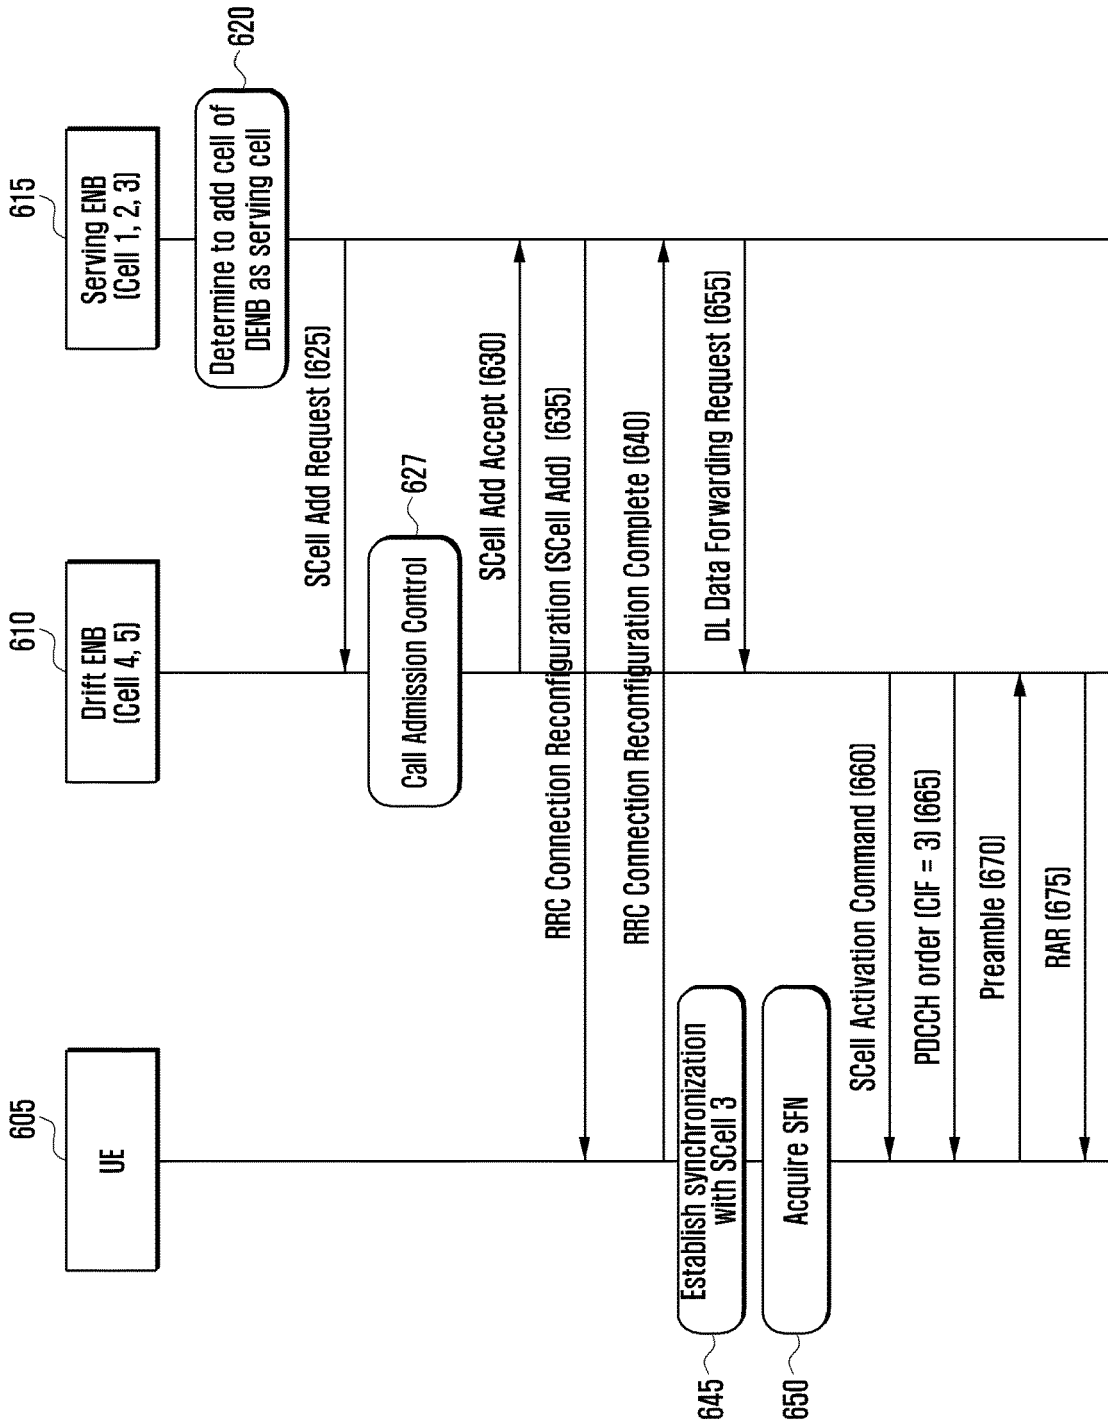 605
UE
610
Drift ENB
(Cell 4, 5)
615
Serving ENB
(Cell 1, 2, 3)
Determine to add cell of
DENB as serving cell
620
SCell Add Request (625)
Call Admission Control
627
SCell Add Accept (630)
RRC Connection Reconfiguration (SCell Add) (635)
RRC Connection Reconfiguration Complete (640)
645
Establish synchronization
with SCell 3
DL Data Forwarding Request (655)
650
Acquire SFN
SCell Activation Command (660)
PDCCH order (CIF = 3) (665)
Preamble (670)
RAR (675)